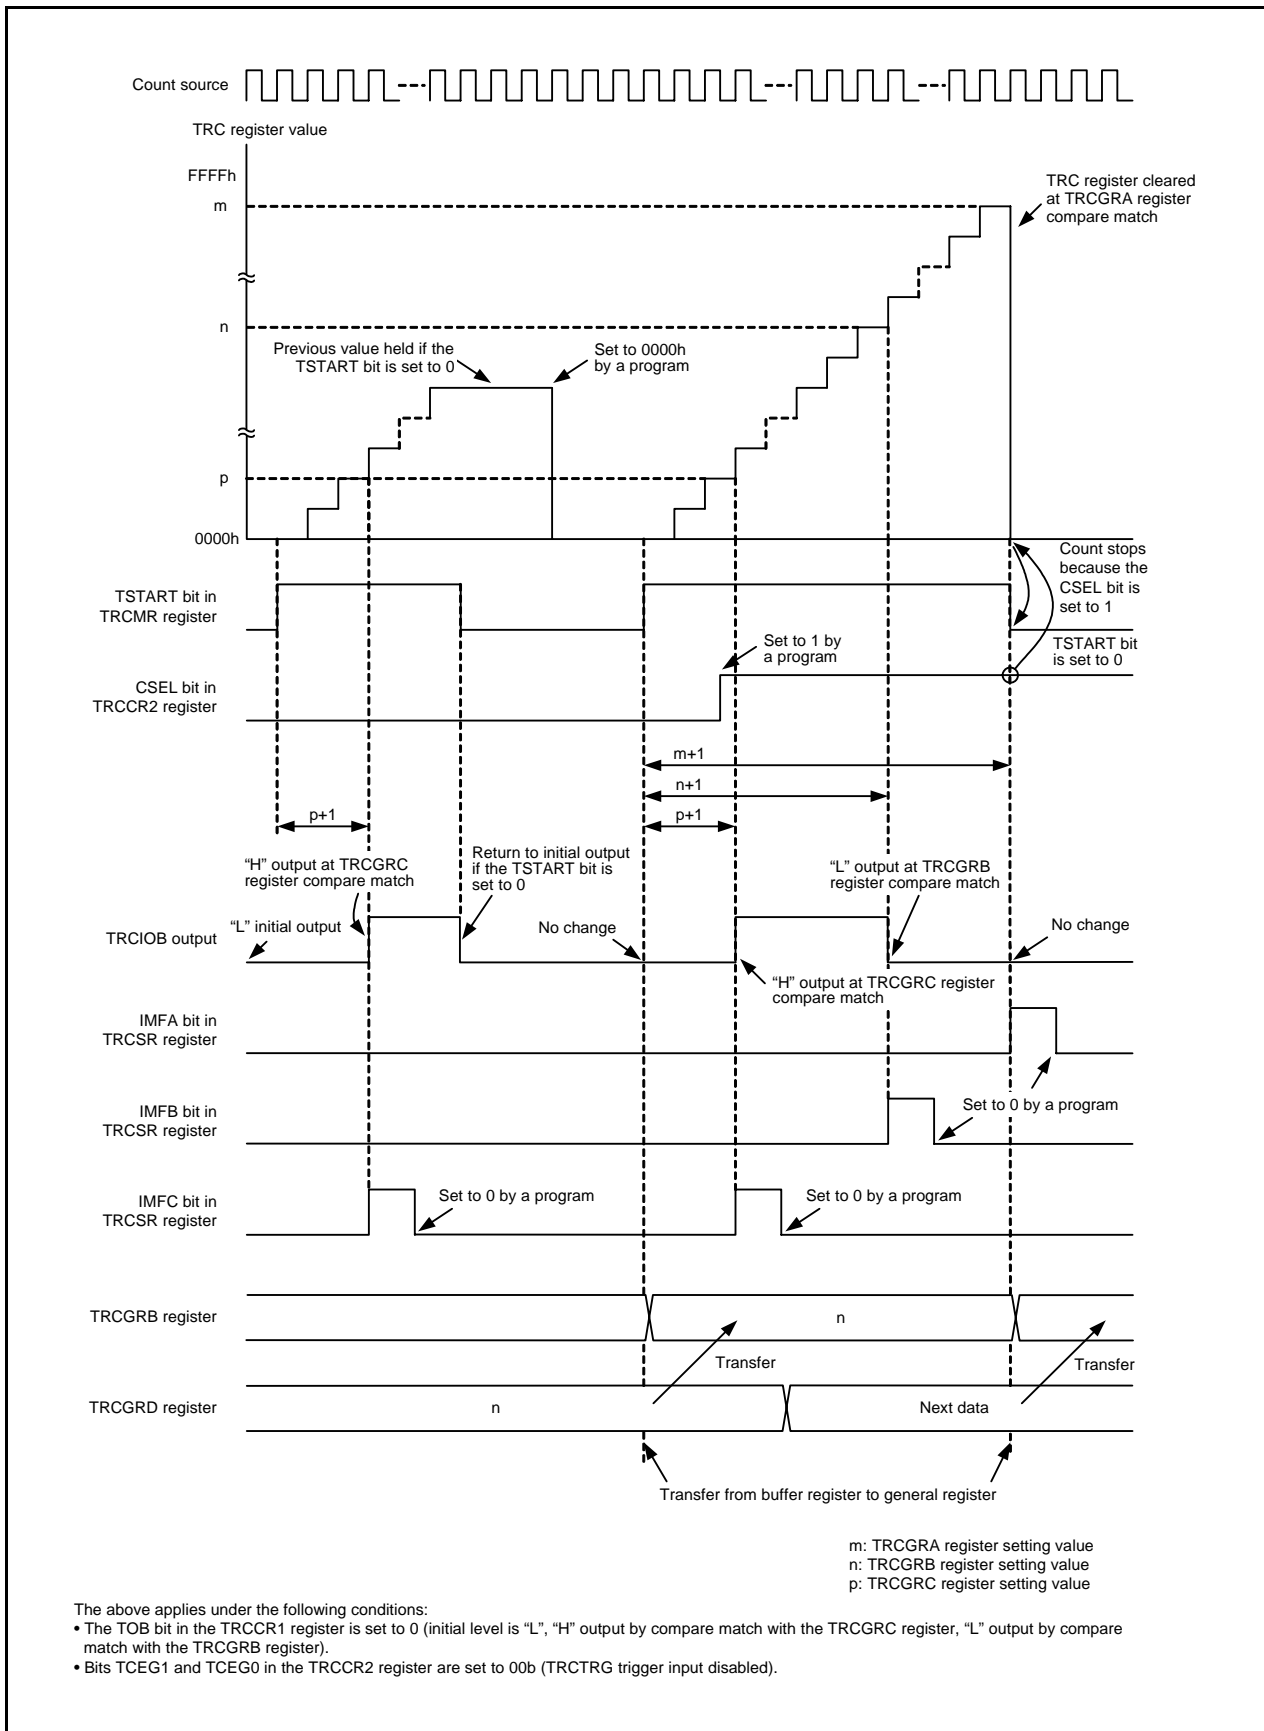 Count source
TRC register value
FFFFh
m
TRC register cleared
at TRCGRA register
compare match
n
Previous value held if the
TSTART bit is set to 0
Set to 0000h
by a program
p
0000h
Count stops
because the
CSEL bit is
set to 1
TSTART bit in
TRCMR register
Set to 1 by
a program
TSTART bit
is set to 0
CSEL bit in
TRCCR2 register
m+1
n+1
p+1
p+1
“H” output at TRCGRC
register compare match
Return to initial output
if the TSTART bit is
set to 0
“L” output at TRCGRB
register compare match
“L” initial output
No change
No change
TRCIOB output
“H” output at TRCGRC register
compare match
IMFA bit in
TRCSR register
IMFB bit in
TRCSR register
Set to 0 by a program
IMFC bit in
TRCSR register
Set to 0 by a program
Set to 0 by a program
TRCGRB register
n
Transfer
Transfer
TRCGRD register
n
Next data
Transfer from buffer register to general register
m: TRCGRA register setting value
n: TRCGRB register setting value
p: TRCGRC register setting value
The above applies under the following conditions:
• The TOB bit in the TRCCR1 register is set to 0 (initial level is “L”, “H” output by compare match with the TRCGRC register, “L” output by compare
match with the TRCGRB register).
• Bits TCEG1 and TCEG0 in the TRCCR2 register are set to 00b (TRCTRG trigger input disabled).